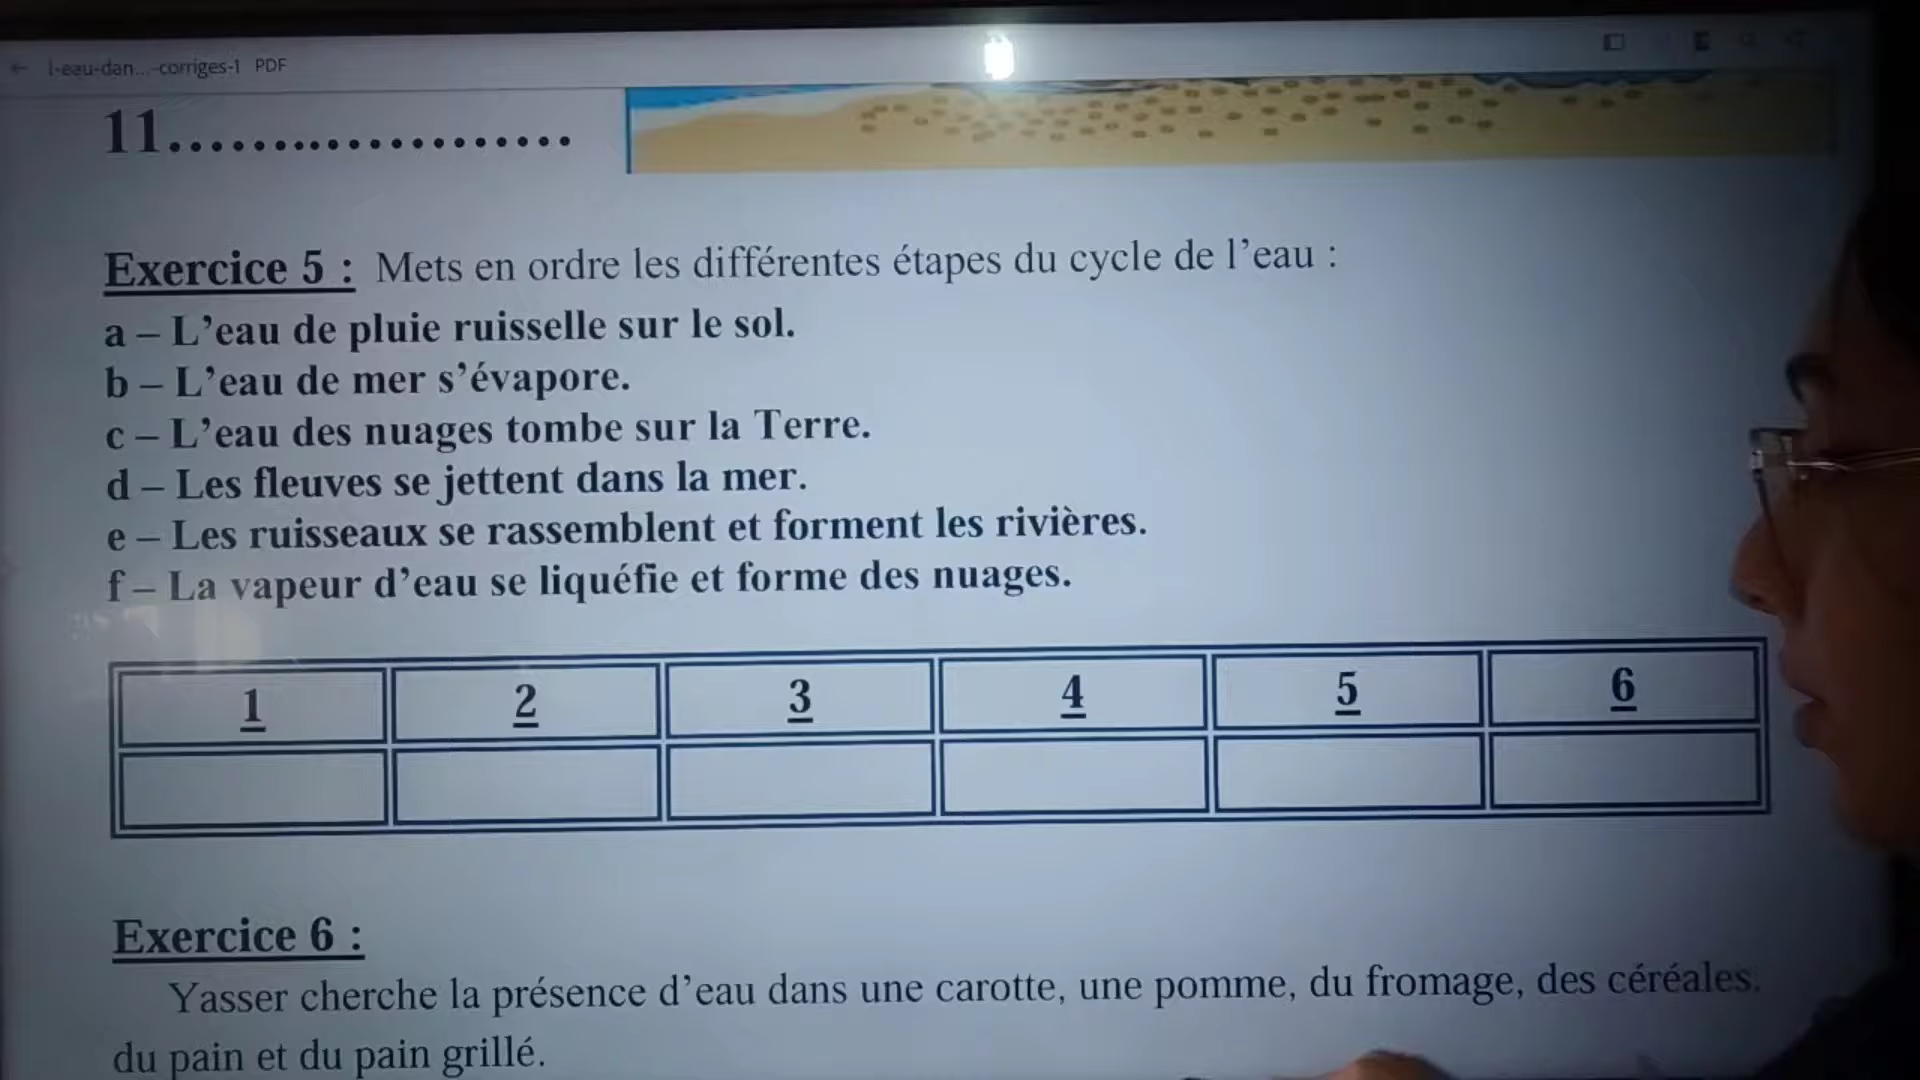 l-eau-dan...-corriges-1 PDF
11....................
Exercice 5 : Mets en ordre les différentes étapes du cycle de l'eau :
a – L'eau de pluie ruisselle sur le sol.
b – L'eau de mer s'évapore.
c – L'eau des nuages tombe sur la Terre.
d – Les fleuves se jettent dans la mer.
e – Les ruisseaux se rassemblent et forment les rivières.
f – La vapeur d'eau se liquéfie et forme des nuages.
1 2 3 4 5 6
Exercice 6 :
Yasser cherche la présence d'eau dans une carotte, une pomme, du fromage, des céréales,
du pain et du pain grillé.